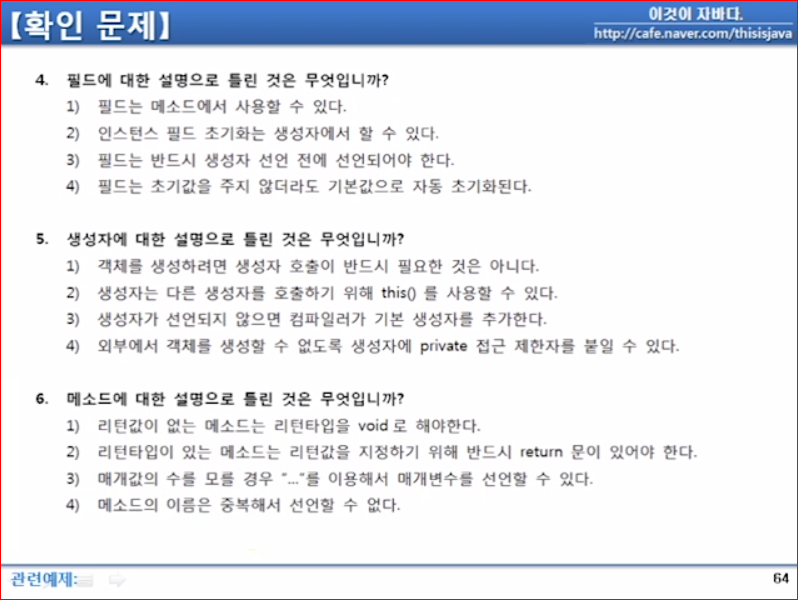 【확인 문제】
이것이 자바다.
http://cafe.naver.com/thisisjava
4. 필드에 대한 설명으로 틀린 것은 무엇입니까?
1) 필드는 메소드에서 사용할 수 있다.
2) 인스턴스 필드 초기화는 생성자에서 할 수 있다.
3) 필드는 반드시 생성자 선언 전에 선언되어야 한다.
4) 필드는 초기값을 주지 않더라도 기본값으로 자동 초기화된다.
5. 생성자에 대한 설명으로 틀린 것은 무엇입니까?
1) 객체를 생성하려면 생성자 호출이 반드시 필요한 것은 아니다.
2) 생성자는 다른 생성자를 호출하기 위해 this() 를 사용할 수 있다.
3) 생성자가 선언되지 않으면 컴파일러가 기본 생성자를 추가한다.
4) 외부에서 객체를 생성할 수 없도록 생성자에 private 접근 제한자를 붙일 수 있다.
6. 메소드에 대한 설명으로 틀린 것은 무엇입니까?
1) 리턴값이 없는 메소드는 리턴타입을 void 로 해야한다.
2) 리턴타입이 있는 메소드는 리턴값을 지정하기 위해 반드시 return 문이 있어야 한다.
3) 매개값의 수를 모를 경우 "..."를 이용해서 매개변수를 선언할 수 있다.
4) 메소드의 이름은 중복해서 선언할 수 없다.
관련예제:
64